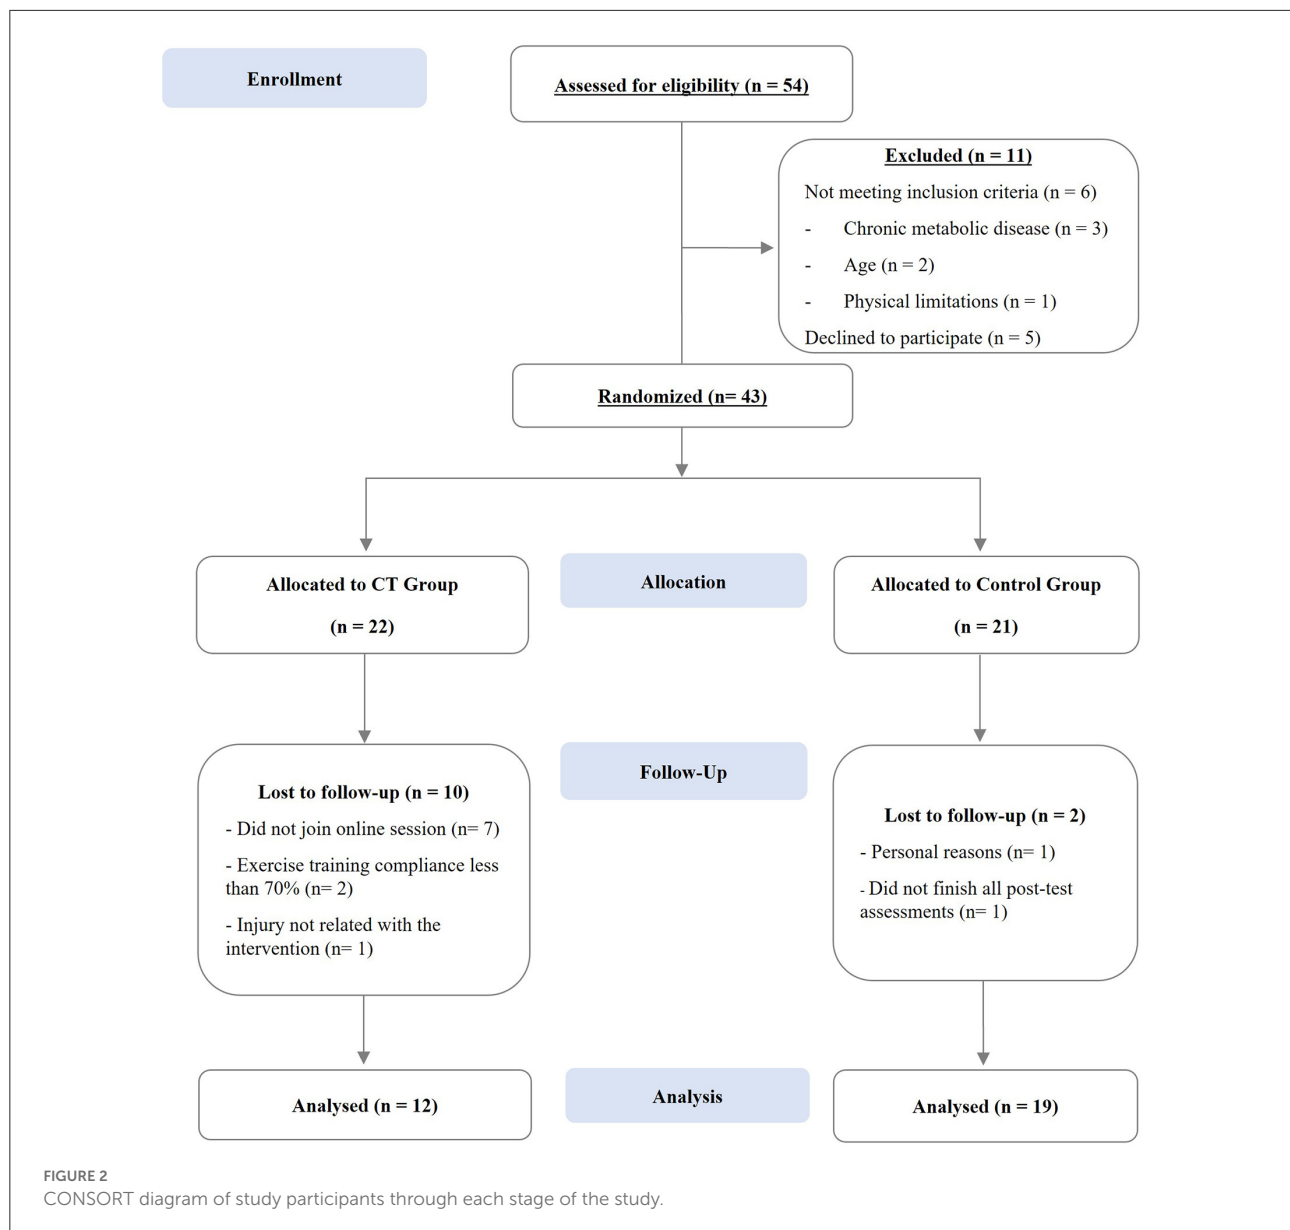 Enrollment
Assessed for eligibility (n = 54)
Excluded (n = 11)
Not meeting inclusion criteria (n = 6)
- Chronic metabolic disease (n = 3)
- Age (n = 2)
- Physical limitations (n = 1)
Declined to participate (n = 5)
Randomized (n= 43)
Allocated to CT Group
(n = 22)
Allocation
Allocated to Control Group
(n = 21)
Follow-Up
Lost to follow-up (n = 10)
- Did not join online session (n= 7)
- Exercise training compliance less
than 70% (n= 2)
- Injury not related with the
intervention (n= 1)
Lost to follow-up (n = 2)
- Personal reasons (n= 1)
- Did not finish all post-test
assessments (n= 1)
Analysed (n = 12)
Analysis
Analysed (n = 19)
FIGURE 2
CONSORT diagram of study participants through each stage of the study.